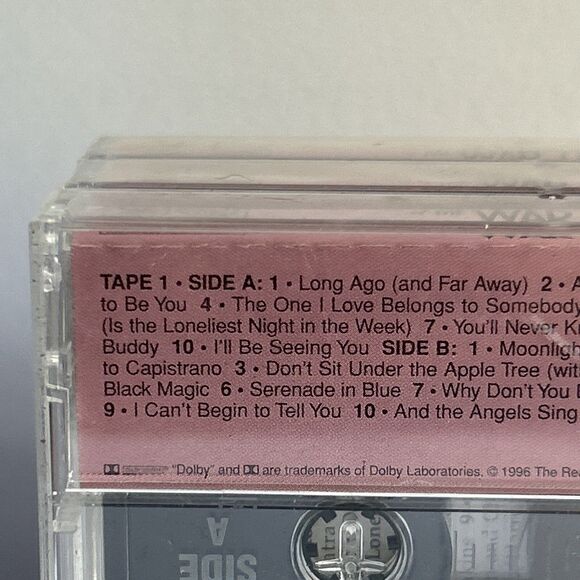 TAPE 1 • SIDE A: 1 • Long Ago (and Far Away) 2 • A
to Be You 4 • The One I Love Belongs to Somebody
(Is the Loneliest Night in the Week) 7 • You'll Never K
Buddy 10 • I'll Be Seeing You SIDE B: 1 • Moonligh
to Capistrano 3 • Don't Sit Under the Apple Tree (wit
Black Magic 6 • Serenade in Blue 7 • Why Don't You
9 • I Can't Begin to Tell You 10 • And the Angels Sing
"Dolby" and are trademarks of Dolby Laboratories. © 1996 The Rea
SIDE A